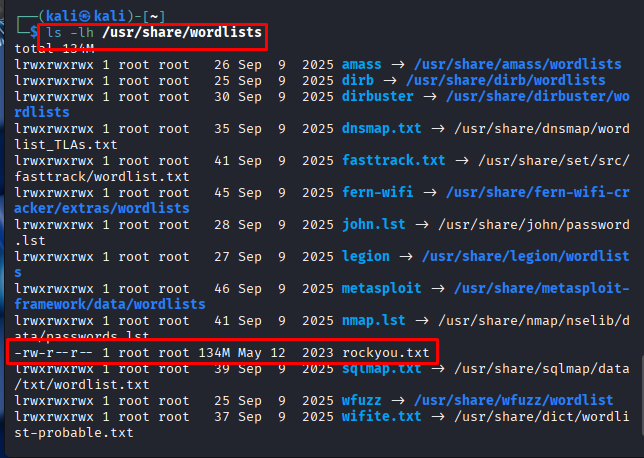 ┌──(kali㉿kali)-[~]
└─$ ls -lh /usr/share/wordlists
total 134M
lrwxrwxrwx 1 root root   26 Sep  9  2025 amass → /usr/share/amass/wordlists
lrwxrwxrwx 1 root root   25 Sep  9  2025 dirb → /usr/share/dirb/wordlists
lrwxrwxrwx 1 root root   30 Sep  9  2025 dirbuster → /usr/share/dirbuster/wo
rdlists
lrwxrwxrwx 1 root root   35 Sep  9  2025 dnsmap.txt → /usr/share/dnsmap/word
list_TLAs.txt
lrwxrwxrwx 1 root root   41 Sep  9  2025 fasttrack.txt → /usr/share/set/src/
fasttrack/wordlist.txt
lrwxrwxrwx 1 root root   45 Sep  9  2025 fern-wifi → /usr/share/fern-wifi-cr
acker/extras/wordlists
lrwxrwxrwx 1 root root   28 Sep  9  2025 john.lst → /usr/share/john/password
.lst
lrwxrwxrwx 1 root root   27 Sep  9  2025 legion → /usr/share/legion/wordlist
s
lrwxrwxrwx 1 root root   46 Sep  9  2025 metasploit → /usr/share/metasploit-
framework/data/wordlists
lrwxrwxrwx 1 root root   41 Sep  9  2025 nmap.lst → /usr/share/nmap/nselib/d
ata/passwords.lst
-rw-r--r-- 1 root root 134M May 12  2023 rockyou.txt
lrwxrwxrwx 1 root root   39 Sep  9  2025 sqlmap.txt → /usr/share/sqlmap/data
/txt/wordlist.txt
lrwxrwxrwx 1 root root   25 Sep  9  2025 wfuzz → /usr/share/wfuzz/wordlist
lrwxrwxrwx 1 root root   37 Sep  9  2025 wifite.txt → /usr/share/dict/wordli
st-probable.txt